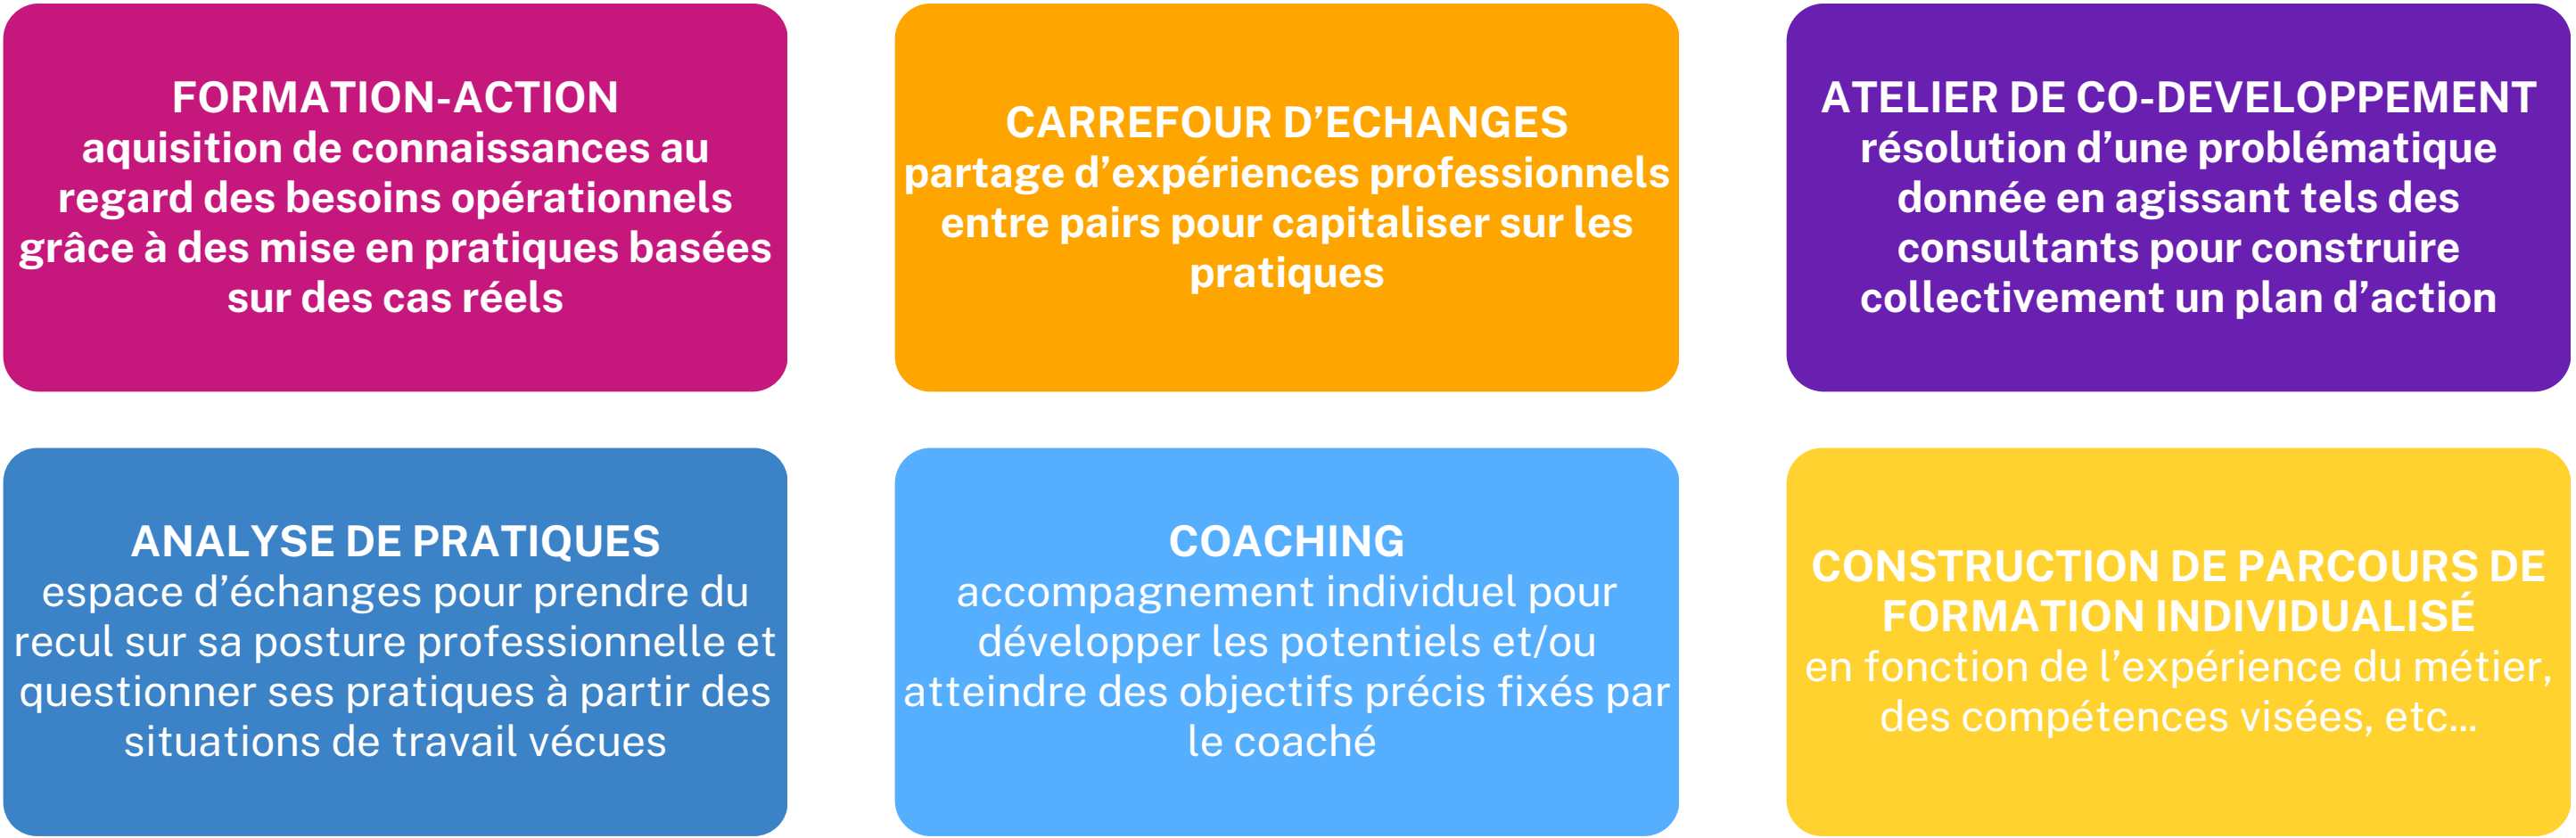 FORMATION-ACTION
aquisition de connaissances au
regard des besoins opérationnels
grâce à des mise en pratiques basées
sur des cas réels
CARREFOUR D’ECHANGES
partage d’expériences professionnels
entre pairs pour capitaliser sur les
pratiques
ATELIER DE CO-DEVELOPPEMENT
résolution d’une problématique
donnée en agissant tels des
consultants pour construire
collectivement un plan d’action
ANALYSE DE PRATIQUES
espace d’échanges pour prendre du
recul sur sa posture professionnelle et
questionner ses pratiques à partir des
situations de travail vécues
COACHING
accompagnement individuel pour
développer les potentiels et/ou
atteindre des objectifs précis fixés par
le coaché
CONSTRUCTION DE PARCOURS DE
FORMATION INDIVIDUALISÉ
en fonction de l’expérience du métier,
des compétences visées, etc...